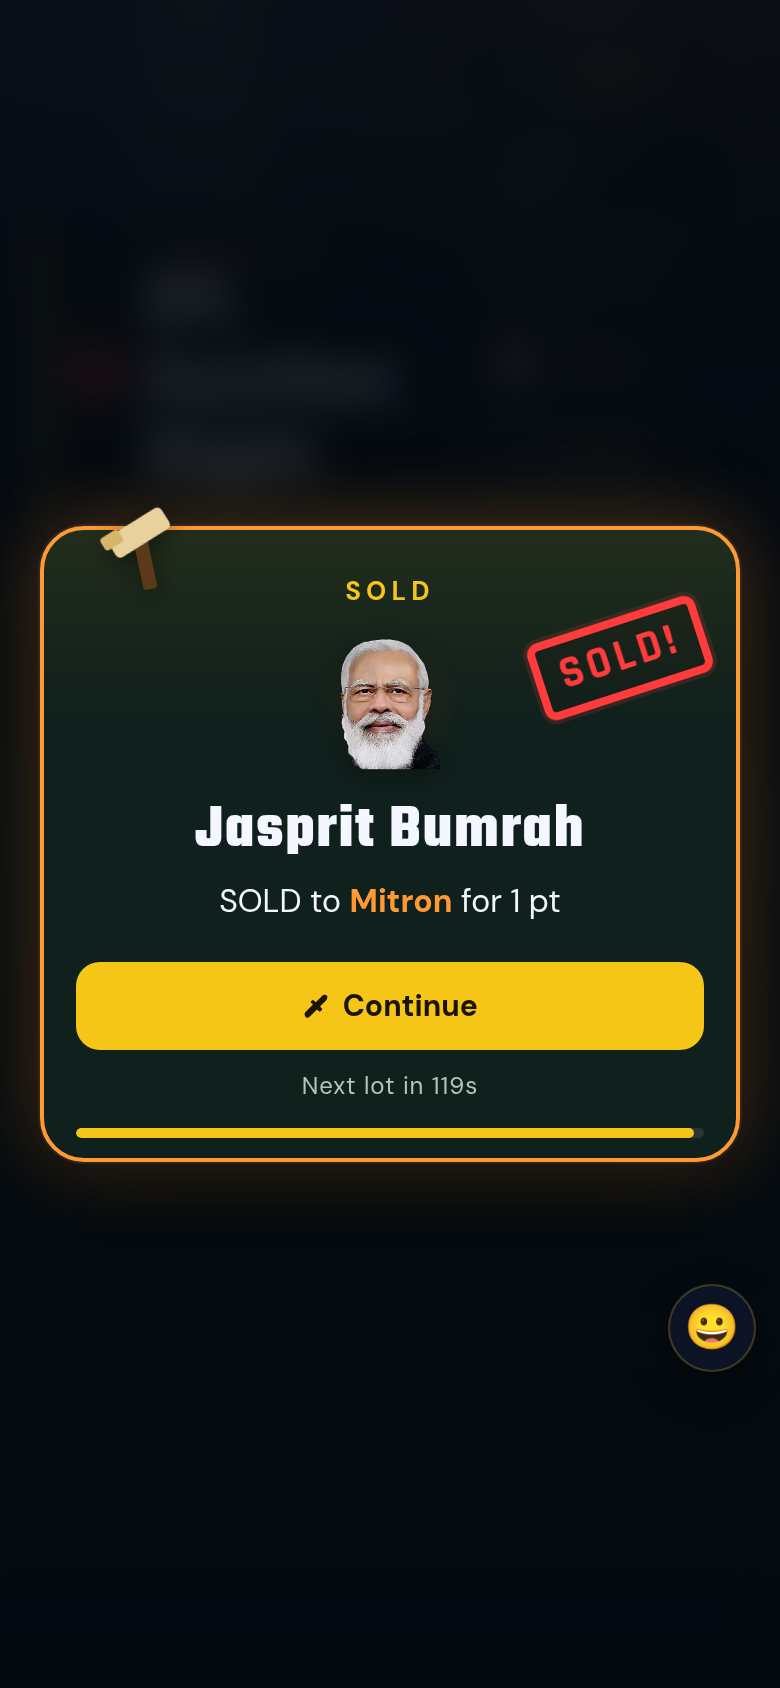 SOLD
SOLD!
Jasprit Bumrah
SOLD to Mitron for 1 pt
Continue
Next lot in 119s